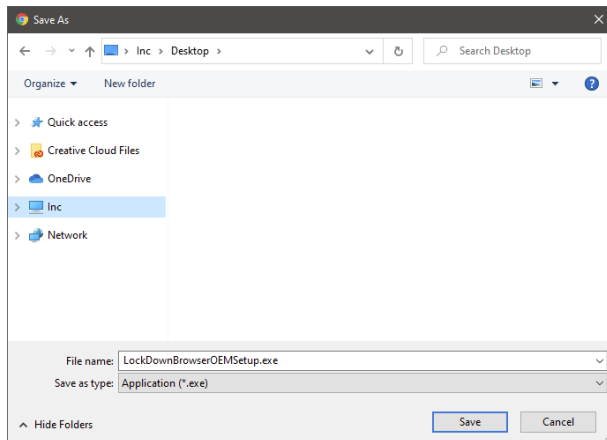 Save As
Inc > Desktop >
Search Desktop
Organize
New folder
Quick access
Creative Cloud Files
OneDrive
Inc
Network
File name: LockDownBrowserOEMSetup.exe
Save as type: Application (*.exe)
Hide Folders
Save
Cancel